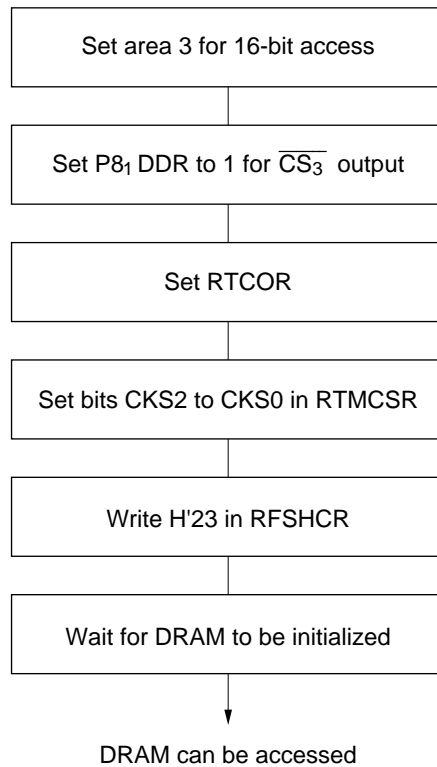 Set area 3 for 16-bit access
Set P8₁ DDR to 1 for C̅S̅₃̅ output
Set RTCOR
Set bits CKS2 to CKS0 in RTMCSR
Write H'23 in RFSHCR
Wait for DRAM to be initialized
DRAM can be accessed